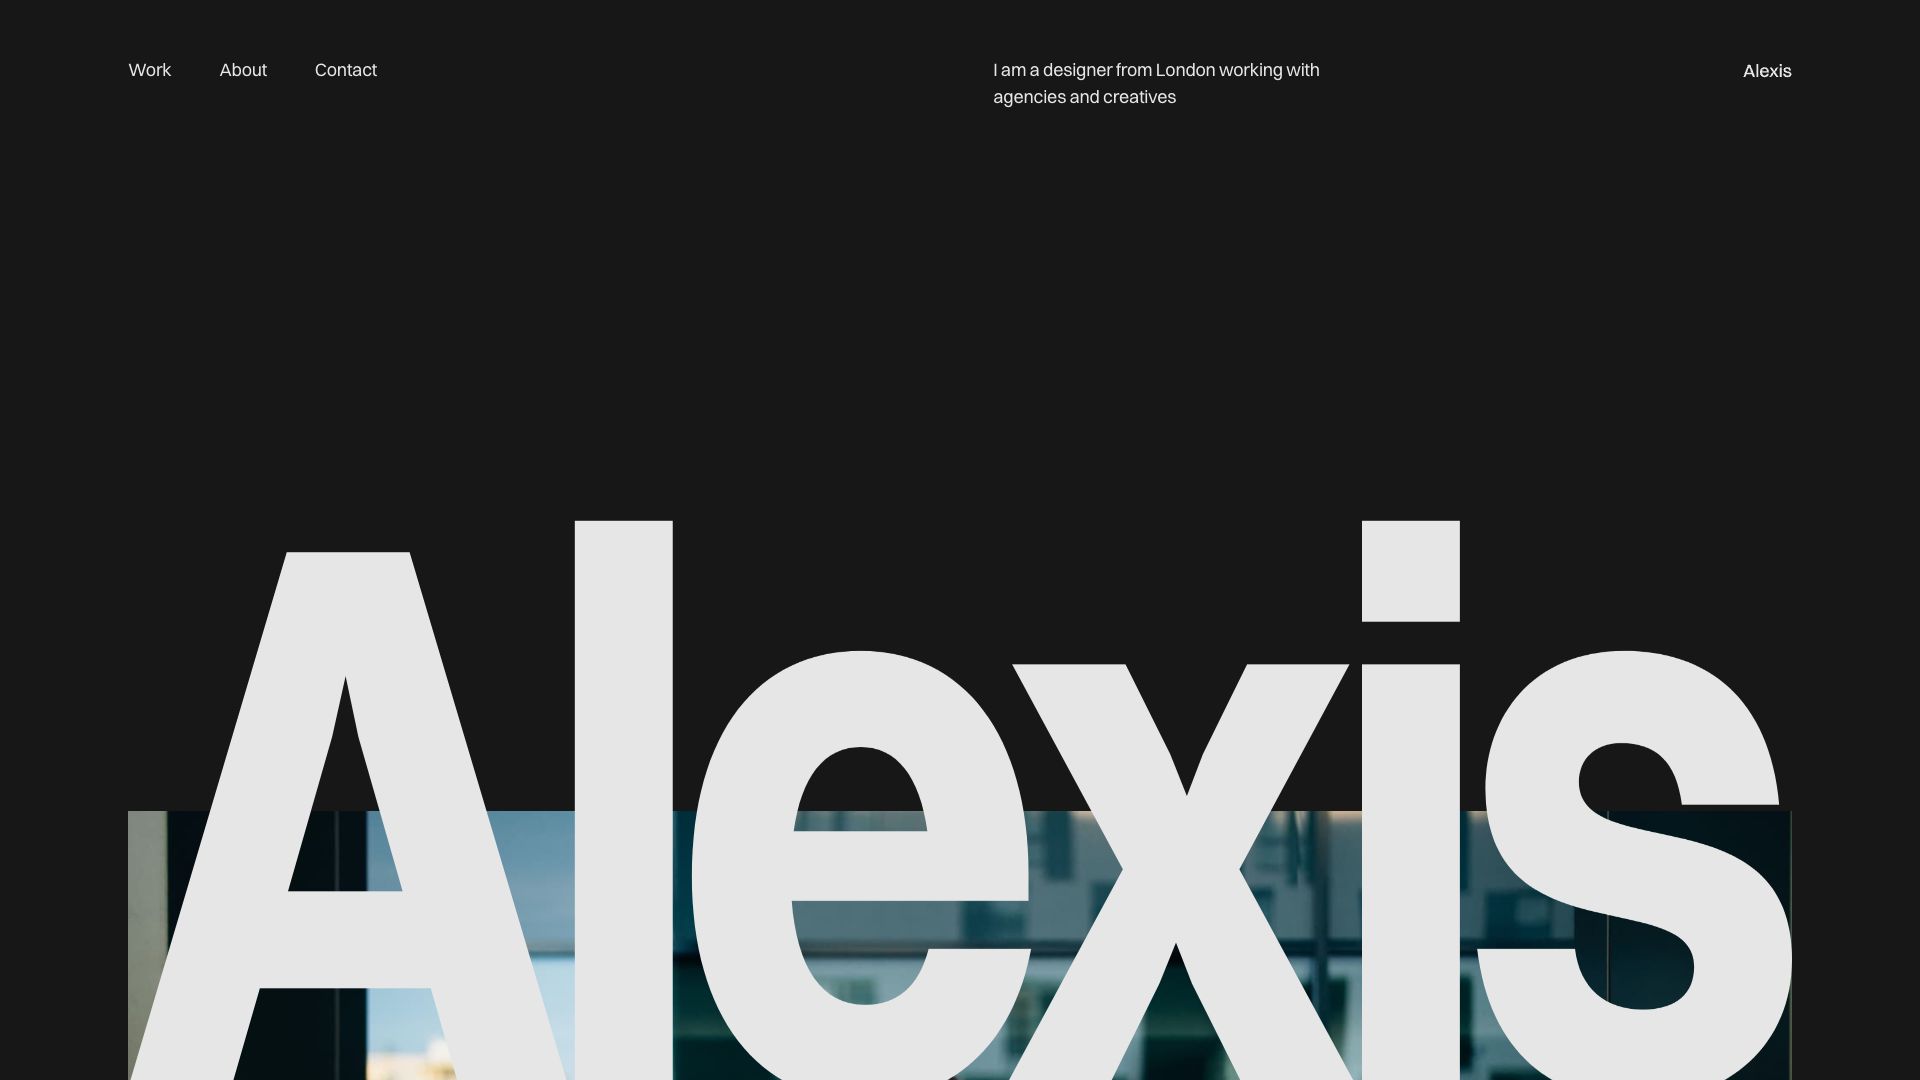 Work About Contact
I am a designer from London working with
agencies and creatives
Alexis
Alexis